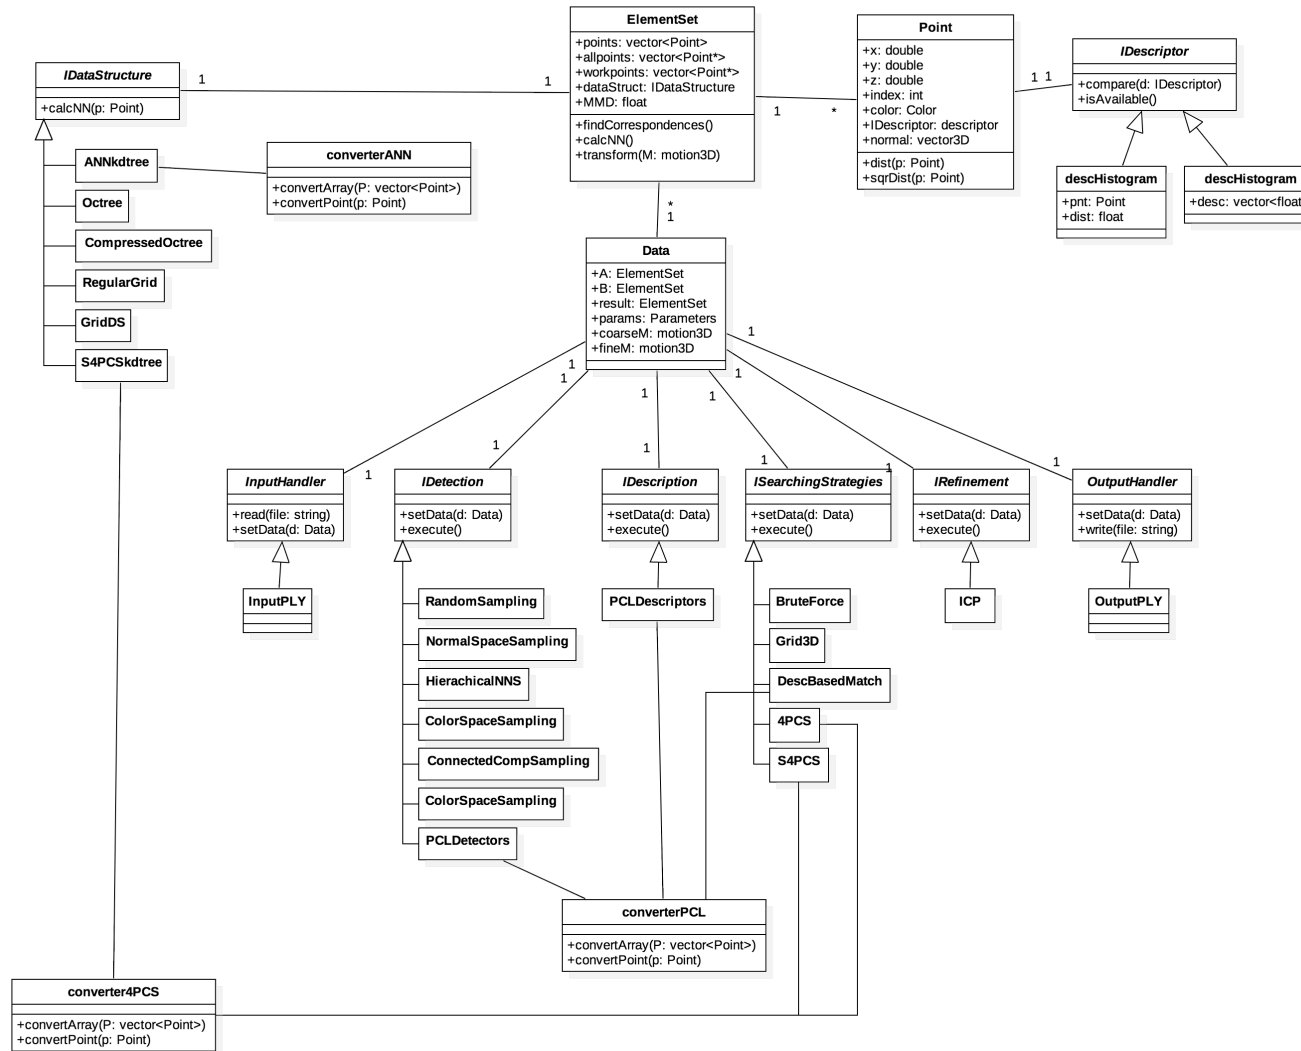 ElementSet
+points: vector<Point>
+allpoints: vector<Point*>
+workpoints: vector<Point*>
+dataStruct: IDataStructure
+MMD: float
+findCorrespondences()
+calcNN()
+transform(M: motion3D)
Point
+x: double
+y: double
+z: double
+index: int
+color: Color
+IDescriptor: descriptor
+normal: vector3D
+dist(p: Point)
+sqrDist(p: Point)
IDescriptor
+compare(d: IDescriptor)
+isAvailable()
IDataStructure
+calcNN(p: Point)
1
1
1
*
1 1
descHistogram
+pnt: Point
+dist: float
descHistogram
+desc: vector<float
ANNkdtree
Octree
CompressedOctree
RegularGrid
GridDS
S4PCSkdtree
converterANN
+convertArray(P: vector<Point>)
+convertPoint(p: Point)
*
1
Data
+A: ElementSet
+B: ElementSet
+result: ElementSet
+params: Parameters
+coarseM: motion3D
+fineM: motion3D
1
1
1
1
1
1
1
1
1
1
1
1
InputHandler
+read(file: string)
+setData(d: Data)
IDetection
+setData(d: Data)
+execute()
IDescription
+setData(d: Data)
+execute()
ISearchingStrategies
+setData(d: Data)
+execute()
IRefinement
+setData(d: Data)
+execute()
OutputHandler
+setData(d: Data)
+write(file: string)
InputPLY
RandomSampling
NormalSpaceSampling
HierachicalNNS
ColorSpaceSampling
ConnectedCompSampling
ColorSpaceSampling
PCLDetectors
PCLDescriptors
BruteForce
Grid3D
DescBasedMatch
4PCS
S4PCS
ICP
OutputPLY
converterPCL
+convertArray(P: vector<Point>)
+convertPoint(p: Point)
converter4PCS
+convertArray(P: vector<Point>)
+convertPoint(p: Point)